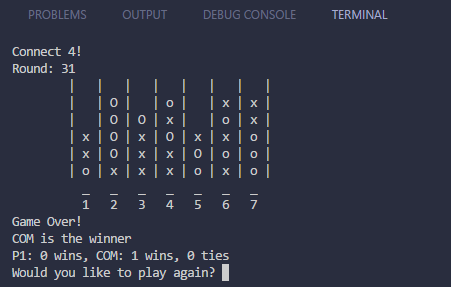 PROBLEMS OUTPUT DEBUG CONSOLE TERMINAL
Connect 4!
Round: 31
| | | | | | | |
| | O | | o | | x | x |
| | O | O | x | | o | x |
| x | O | x | O | x | x | o |
| x | O | x | x | O | o | o |
| o | x | x | x | o | x | o |
_ _ _ _ _ _ _
1 2 3 4 5 6 7
Game Over!
COM is the winner
P1: 0 wins, COM: 1 wins, 0 ties
Would you like to play again?